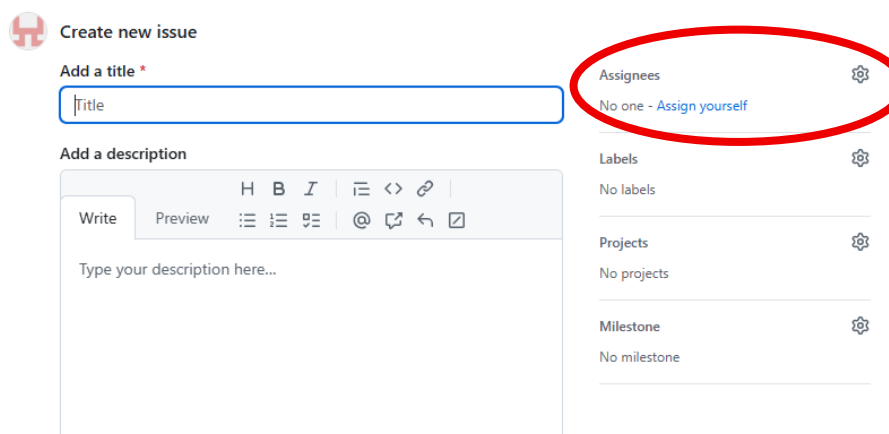 Create new issue
Add a title *
Title
Add a description
Write Preview
Type your description here...
Assignees
No one - Assign yourself
Labels
No labels
Projects
No projects
Milestone
No milestone